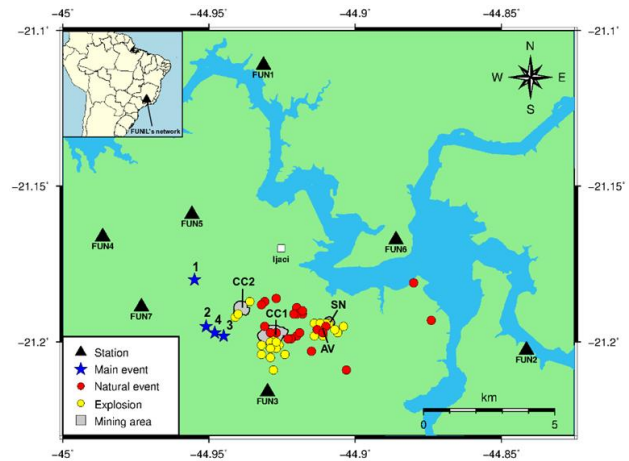 -45° -44.95° -44.9° -44.85°
-21.1°
-21.15°
-21.2°
FUNIL's network
N
W E
S
FUN1
FUN5
FUN4
FUN6
Ijaci
FUN7
FUN2
FUN3
1
2
4
3
CC2
CC1
SN
AV
Station
Main event
Natural event
Explosion
Mining area
km
0 5
-45° -44.95° -44.9° -44.85°
-21.1°
-21.15°
-21.2°